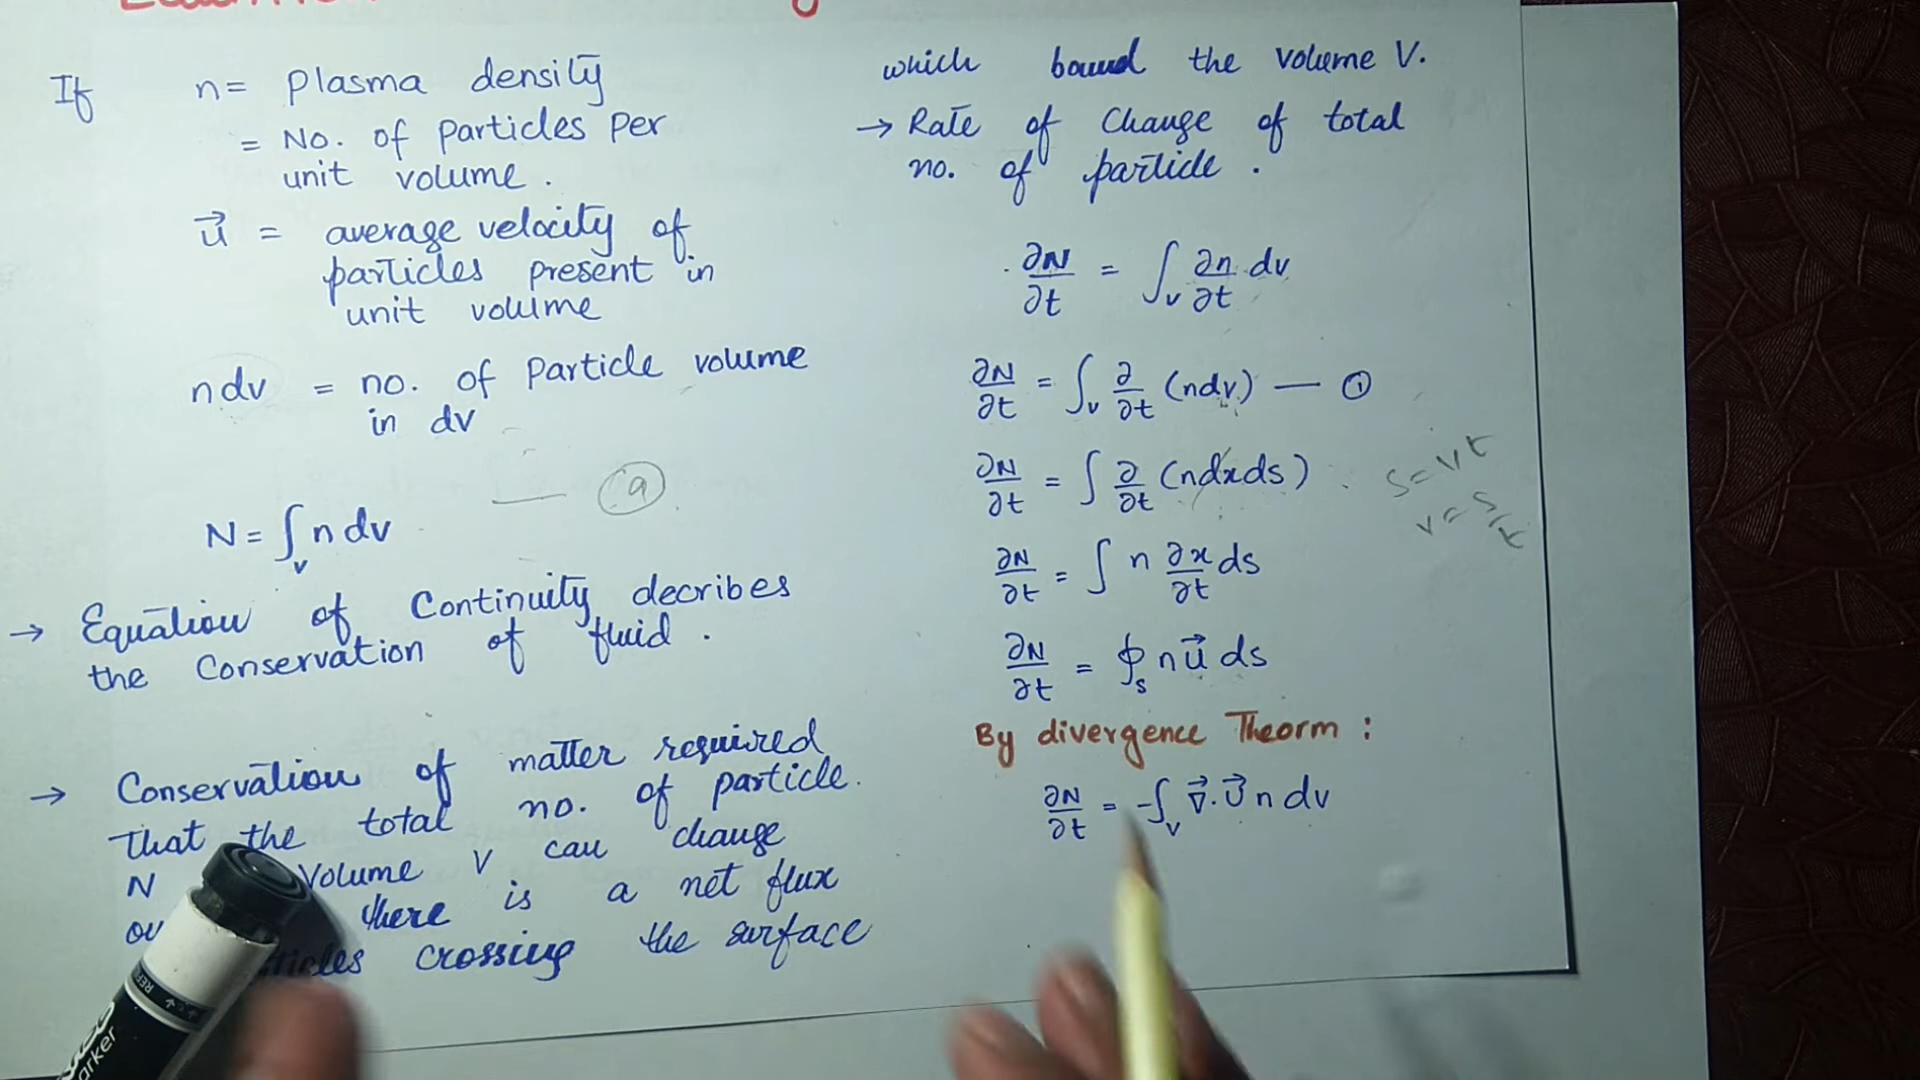 If n = Plasma density
= No. of particles per
unit volume.
u⃗ = average velocity of
particles present in
unit volume
ndv = no. of particle volume
in dv
a
N = ∫ᵥ n dv
→ Equation of Continuity decribes
the Conservation of fluid.
→ Conservation of matter required
that the total no. of particle.
N volume V can change
there is a net flux
crossing the surface
which bound the volume V.
→ Rate of Change of total
no. of particle.
∂N/∂t = ∫ᵥ ∂n/∂t dv
∂N/∂t = ∫ᵥ ∂/∂t (ndv) — ①
∂N/∂t = ∫ ∂/∂t (ndxds)
s = vt
v = s/t
∂N/∂t = ∫ n ∂x/∂t ds
∂N/∂t = ∮ₛ n u⃗ ds
By divergence Theorm :
∂N/∂t = -∫ᵥ ∇⃗. U⃗ n dv
REF
arker